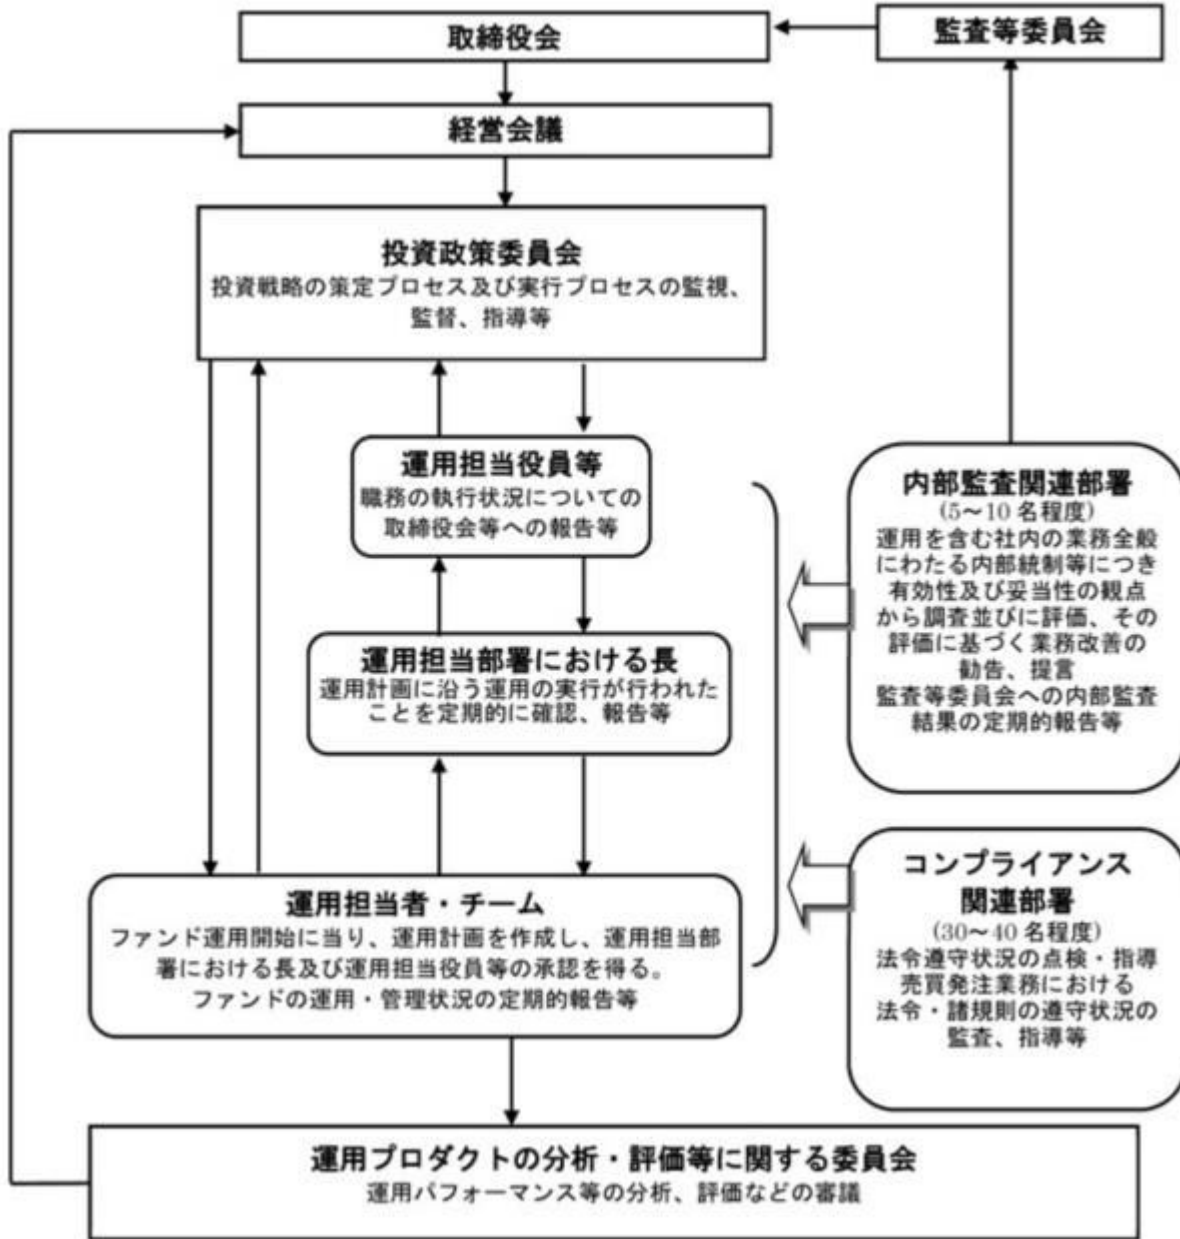 取締役会
監査等委員会
経営会議
投資政策委員会
投資戦略の策定プロセス及び実行プロセスの監視、
監督、指導等
運用担当役員等
職務の執行状況についての
取締役会等への報告等
運用担当部署における長
運用計画に沿う運用の実行が行われた
ことを定期的に確認、報告等
内部監査関連部署
(5〜10 名程度)
運用を含む社内の業務全般
にわたる内部統制等につき
有効性及び妥当性の観点
から調査並びに評価、その
評価に基づく業務改善の
勧告、提言
監査等委員会への内部監査
結果の定期的報告等
運用担当者・チーム
ファンド運用開始に当り、運用計画を作成し、運用担当部
署における長及び運用担当役員等の承認を得る。
ファンドの運用・管理状況の定期的報告等
コンプライアンス
関連部署
(30〜40 名程度)
法令遵守状況の点検・指導
売買発注業務における
法令・諸規則の遵守状況の
監査、指導等
運用プロダクトの分析・評価等に関する委員会
運用パフォーマンス等の分析、評価などの審議